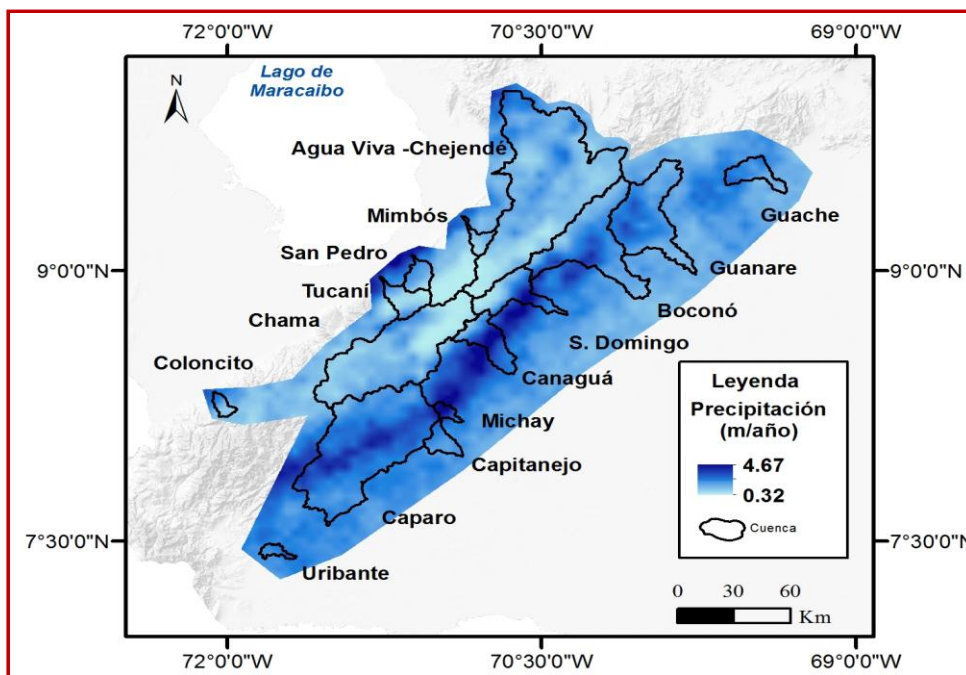 72°0'0"W 70°30'0"W 69°0'0"W
Lago de
Maracaibo
N
Agua Viva -Chejendé
Mimbós
Guache
San Pedro
9°0'0"N 9°0'0"N
Guanare
Tucaní
Boconó
Chama
S. Domingo
Coloncito
Canaguá
Leyenda
Precipitación
(m/año)
Michay
4.67
Capitanejo
0.32
Caparo
Cuenca
7°30'0"N 7°30'0"N
Uribante
0 30 60
Km
72°0'0"W 70°30'0"W 69°0'0"W